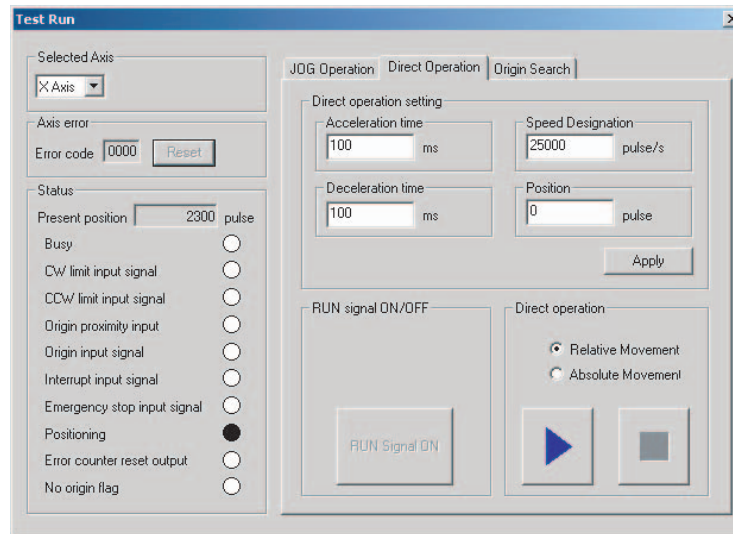 Test Run
Selected Axis
X Axis
Axis error
Error code 0000 Reset
Status
Present position 2300 pulse
Busy
CW limit input signal
CCW limit input signal
Origin proximity input
Origin input signal
Interrupt input signal
Emergency stop input signal
Positioning
Error counter reset output
No origin flag
JOG Operation Direct Operation Origin Search
Direct operation setting
Acceleration time
100 ms
Speed Designation
25000 pulse/s
Deceleration time
100 ms
Position
0 pulse
Apply
RUN signal ON/OFF
RUN Signal ON
Direct operation
Relative Movement
Absolute Movement